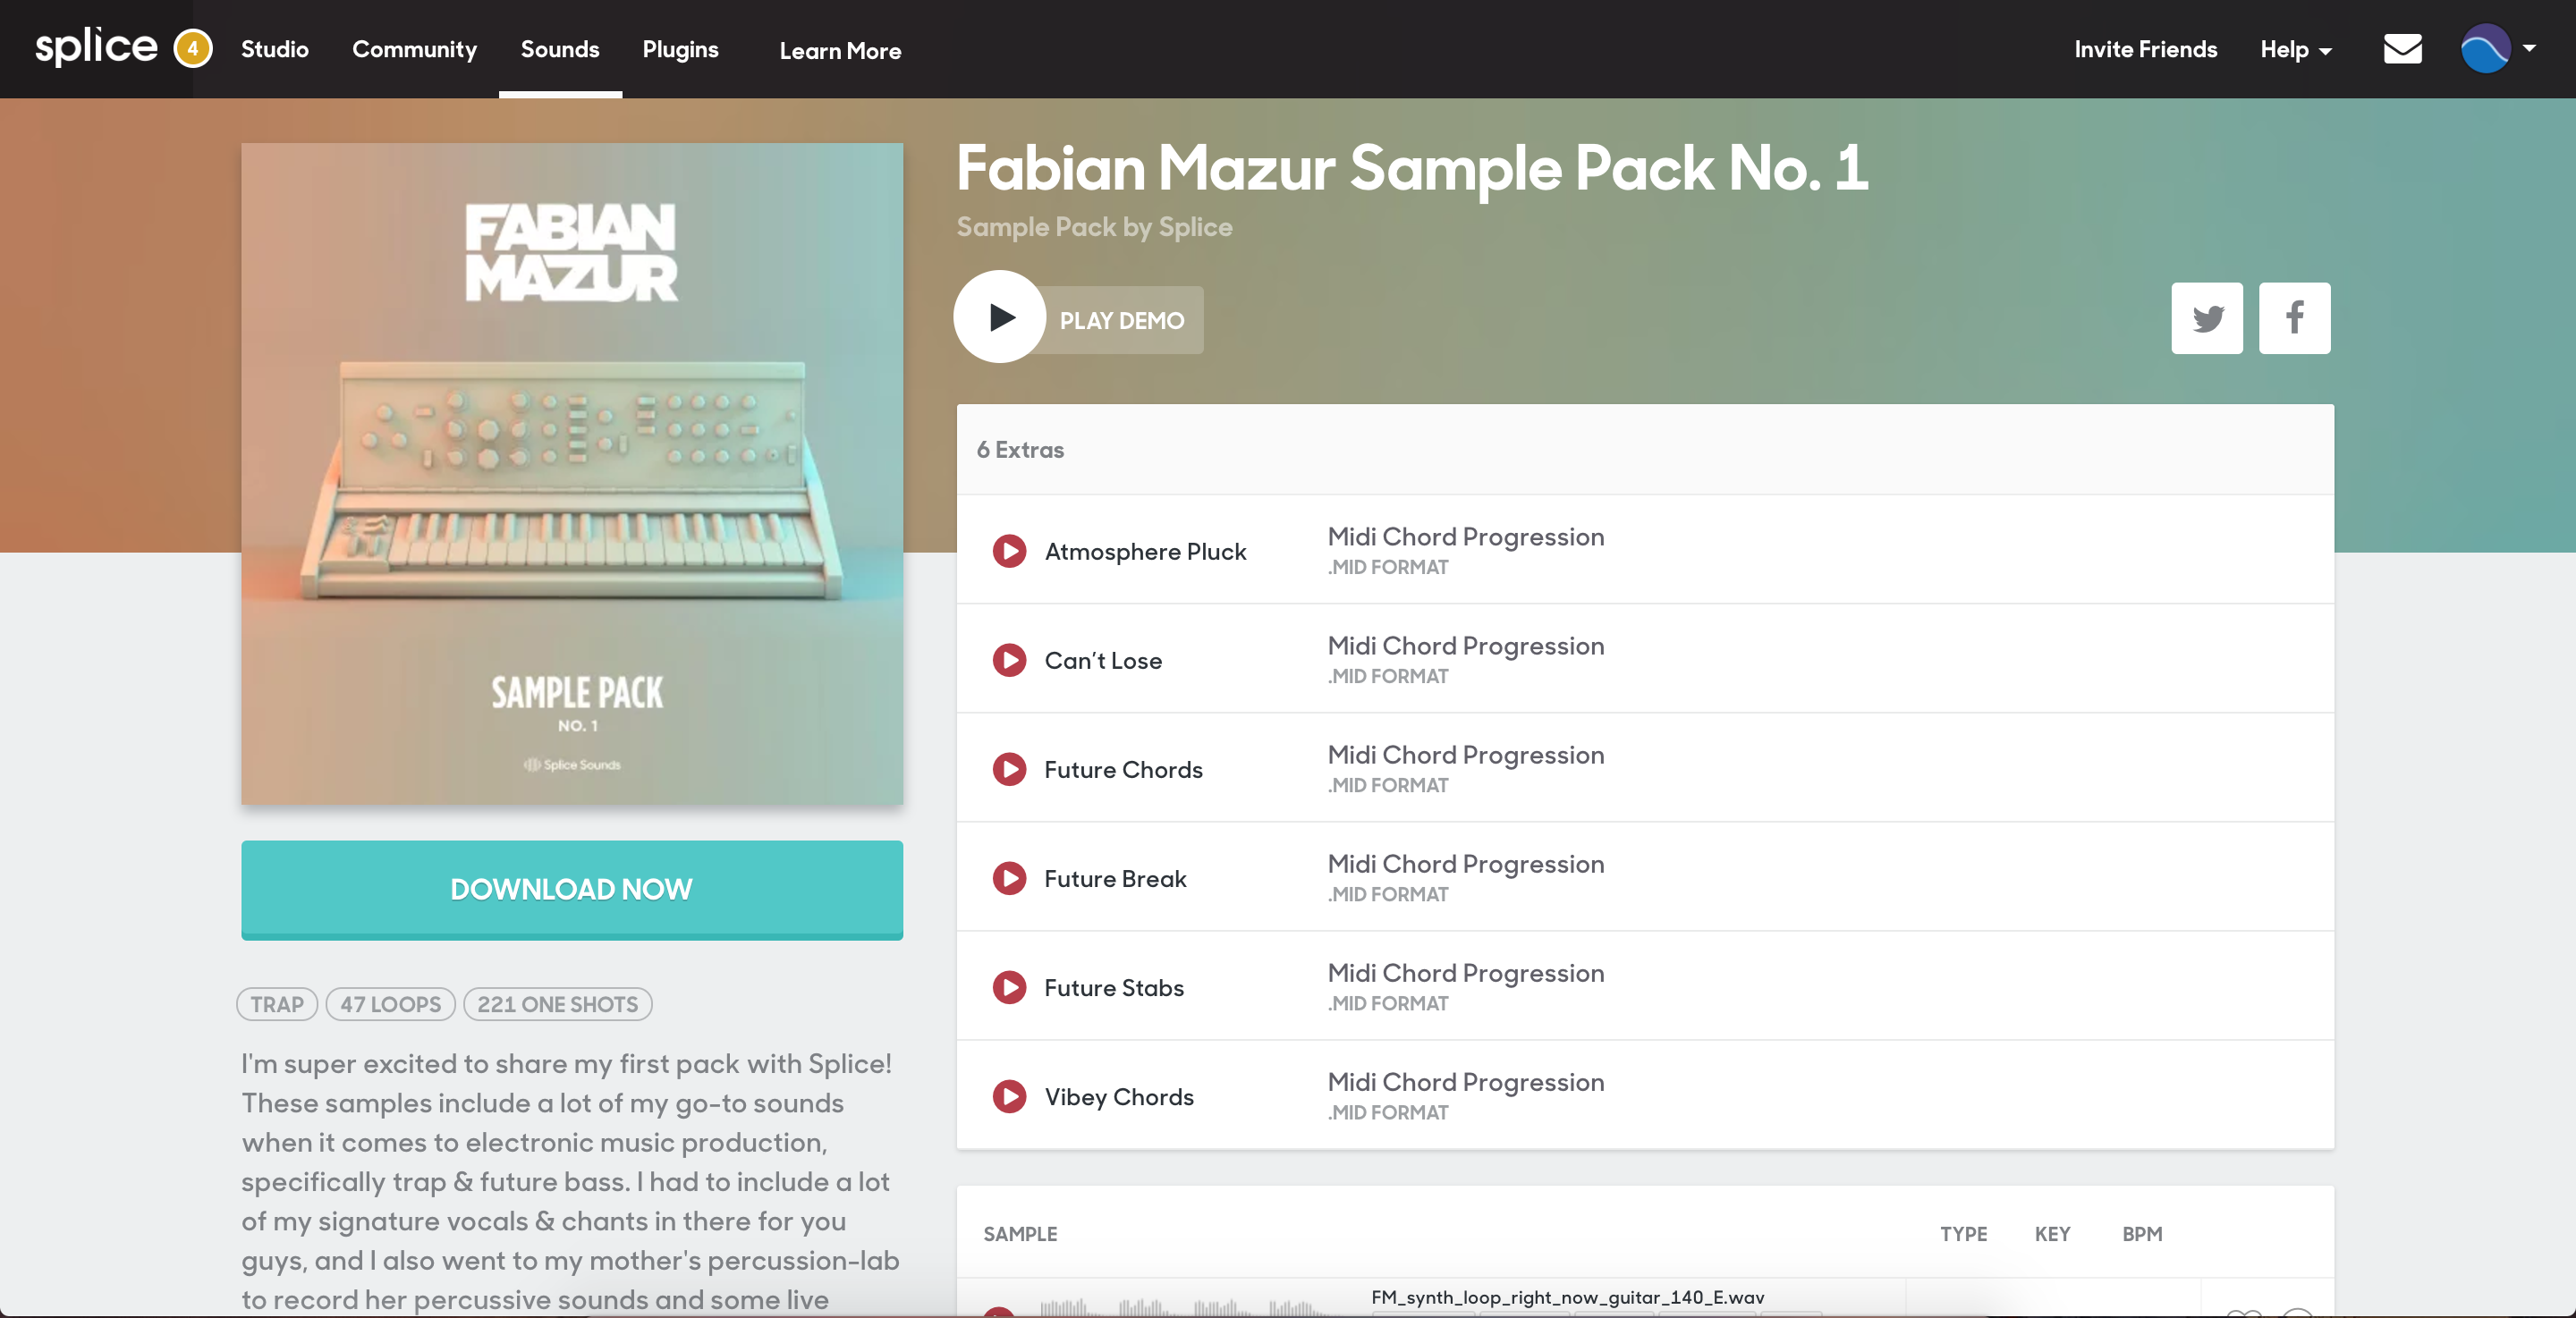 splice 4 Studio Community Sounds Plugins Learn More Invite Friends Help
FABIAN
MAZUR
SAMPLE PACK
NO. 1
Splice Sounds
DOWNLOAD NOW
TRAP 47 LOOPS 221 ONE SHOTS
I'm super excited to share my first pack with Splice!
These samples include a lot of my go-to sounds
when it comes to electronic music production,
specifically trap & future bass. I had to include a lot
of my signature vocals & chants in there for you
guys, and I also went to my mother's percussion-lab
to record her percussive sounds and some live
Fabian Mazur Sample Pack No. 1
Sample Pack by Splice
PLAY DEMO
6 Extras
Atmosphere Pluck
Midi Chord Progression
.MID FORMAT
Can’t Lose
Midi Chord Progression
.MID FORMAT
Future Chords
Midi Chord Progression
.MID FORMAT
Future Break
Midi Chord Progression
.MID FORMAT
Future Stabs
Midi Chord Progression
.MID FORMAT
Vibey Chords
Midi Chord Progression
.MID FORMAT
SAMPLE TYPE KEY BPM
FM_synth_loop_right_now_guitar_140_E.wav